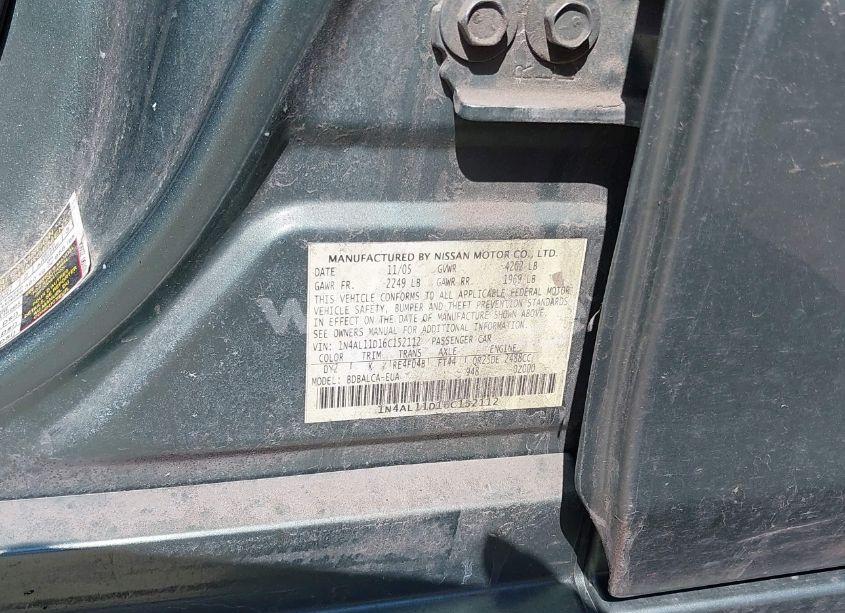 MANUFACTURED BY NISSAN MOTOR CO., LTD.
DATE 11/05 GVWR 4202 LB
GAWR FR. 2249 LB GAWR RR. 1969 LB
THIS VEHICLE CONFORMS TO ALL APPLICABLE FEDERAL MOTOR
VEHICLE SAFETY, BUMPER AND THEFT PREVENTION STANDARDS
IN EFFECT ON THE DATE OF MANUFACTURE SHOWN ABOVE.
SEE OWNERS MANUAL FOR ADDITIONAL INFORMATION.
VIN: 1N4AL11D16C152112 PASSENGER CAR
COLOR TRIM TRANS AXLE ENGINE
DY2 K RE4F04B FT44 QR25DE 2488CC
MODEL: BDBALCA-EUA 948 02000
1N4AL11D16C152112